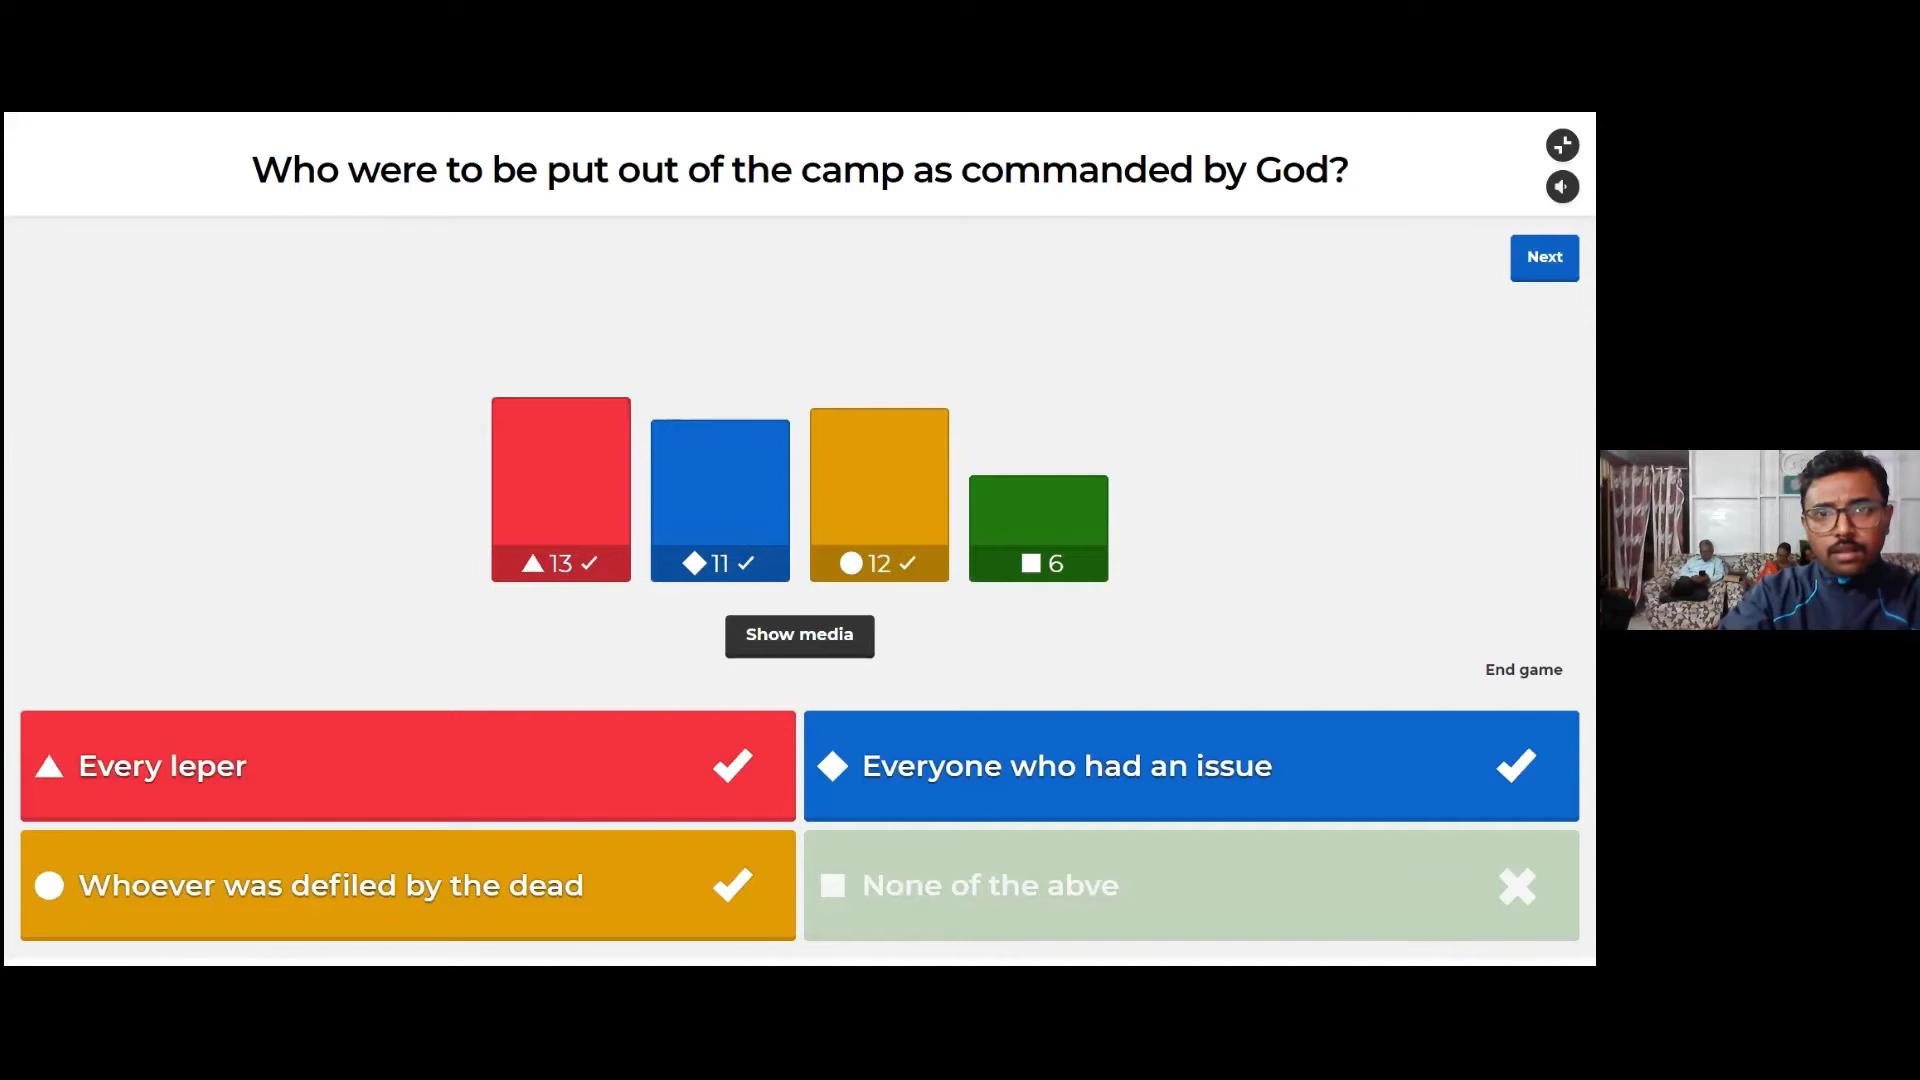 Who were to be put out of the camp as commanded by God?
Next
13
11
12
6
Show media
End game
Every leper
Everyone who had an issue
Whoever was defiled by the dead
None of the abve